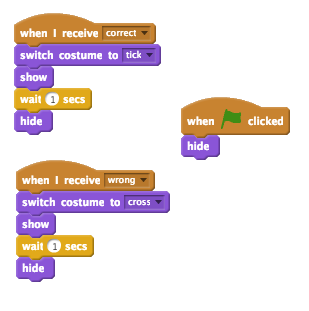 when I receive correct
switch costume to tick
show
wait 1 secs
hide
when clicked
hide
when I receive wrong
switch costume to cross
show
wait 1 secs
hide